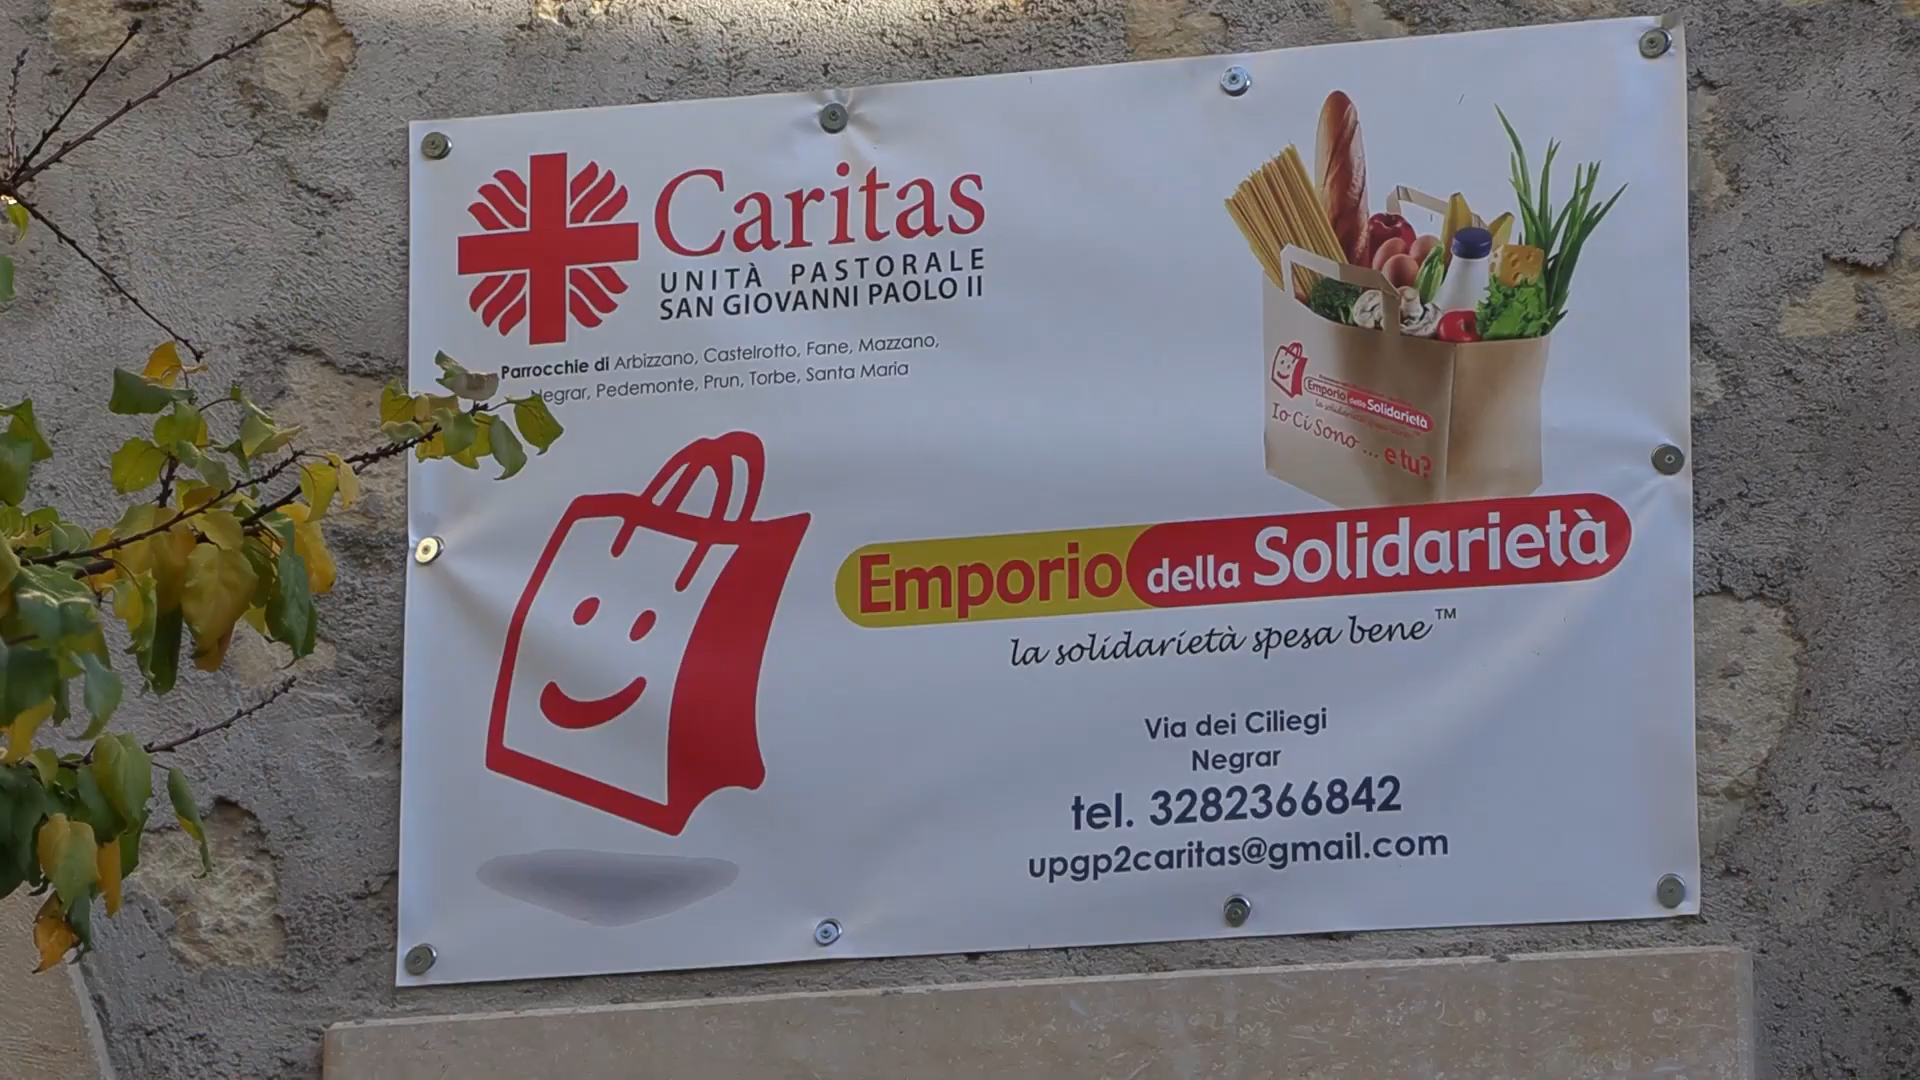 Caritas
UNITÀ PASTORALE
SAN GIOVANNI PAOLO II
Parrocchie di Arbizzano, Castelrotto, Fane, Mazzano,
Negrar, Pedemonte, Prun, Torbe, Santa Maria
Emporio della Solidarietà
Io Ci Sono ... e tu?
Emporio della Solidarietà
la solidarietà spesa bene™
Via dei Ciliegi
Negrar
tel. 3282366842
upgp2caritas@gmail.com